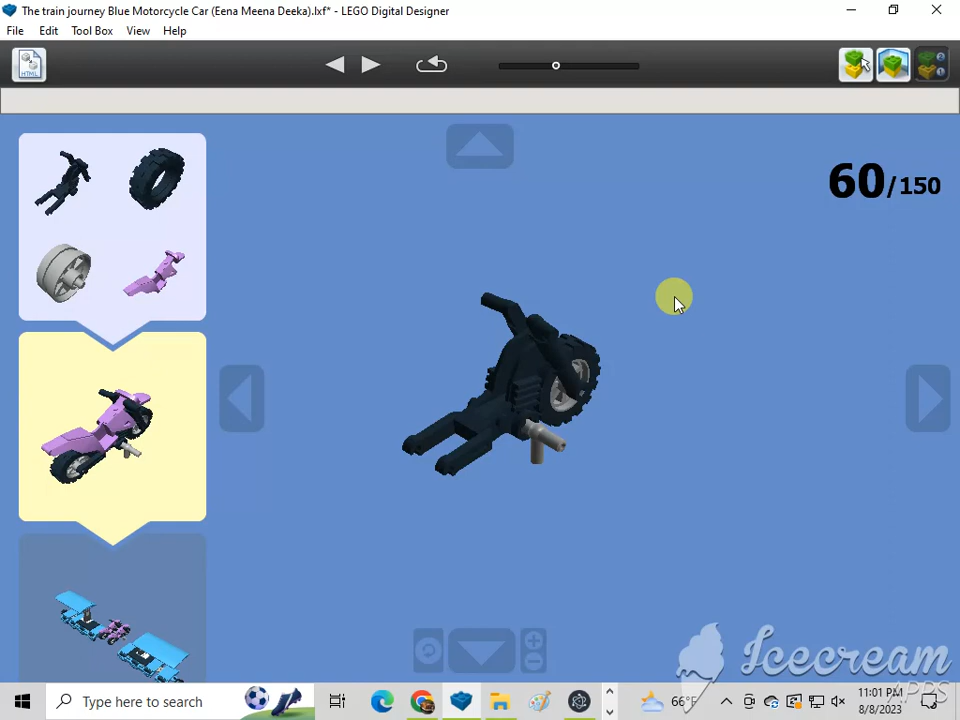 The train journey Blue Motorcycle Car (Eena Meena Deeka).lxf* - LEGO Digital Designer
File Edit Tool Box View Help
HTML
60/150
Icecream
APPS
Type here to search
66°
11:01 PM
8/8/2023